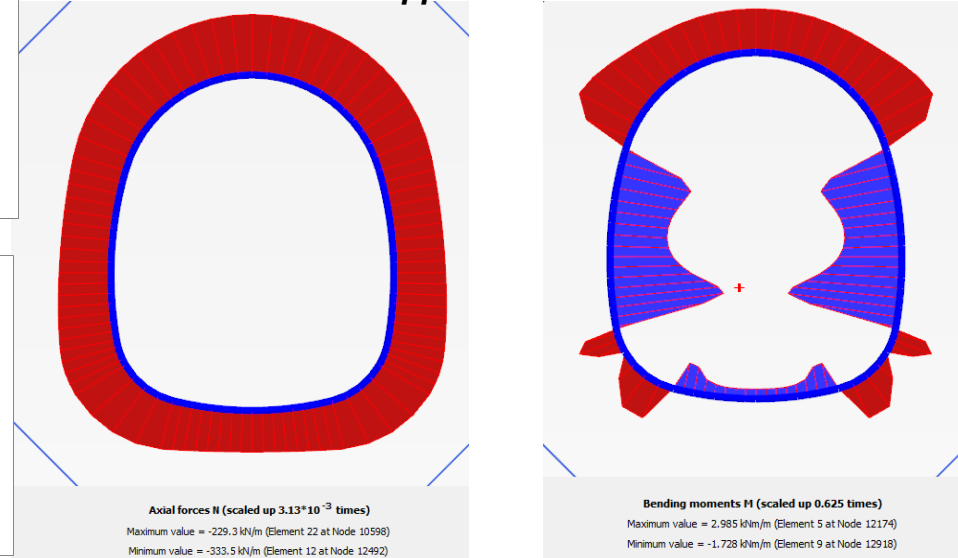 Axial forces N (scaled up 3.13*10 -3 times)
Maximum value = -229.3 kN/m (Element 22 at Node 10598)
Minimum value = -333.5 kN/m (Element 12 at Node 12492)
Bending moments M (scaled up 0.625 times)
Maximum value = 2.985 kNm/m (Element 5 at Node 12174)
Minimum value = -1.728 kNm/m (Element 9 at Node 12918)